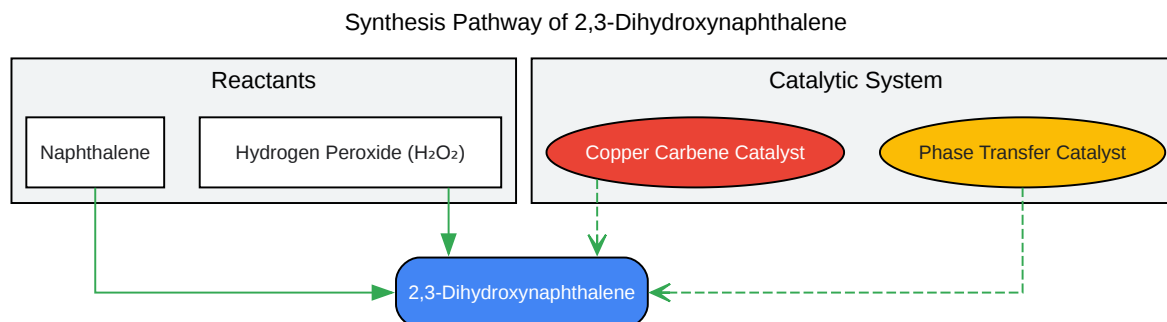 Synthesis Pathway of 2,3-Dihydroxynaphthalene
Reactants
Catalytic System
Naphthalene
Hydrogen Peroxide (H₂O₂)
Copper Carbene Catalyst
Phase Transfer Catalyst
2,3-Dihydroxynaphthalene